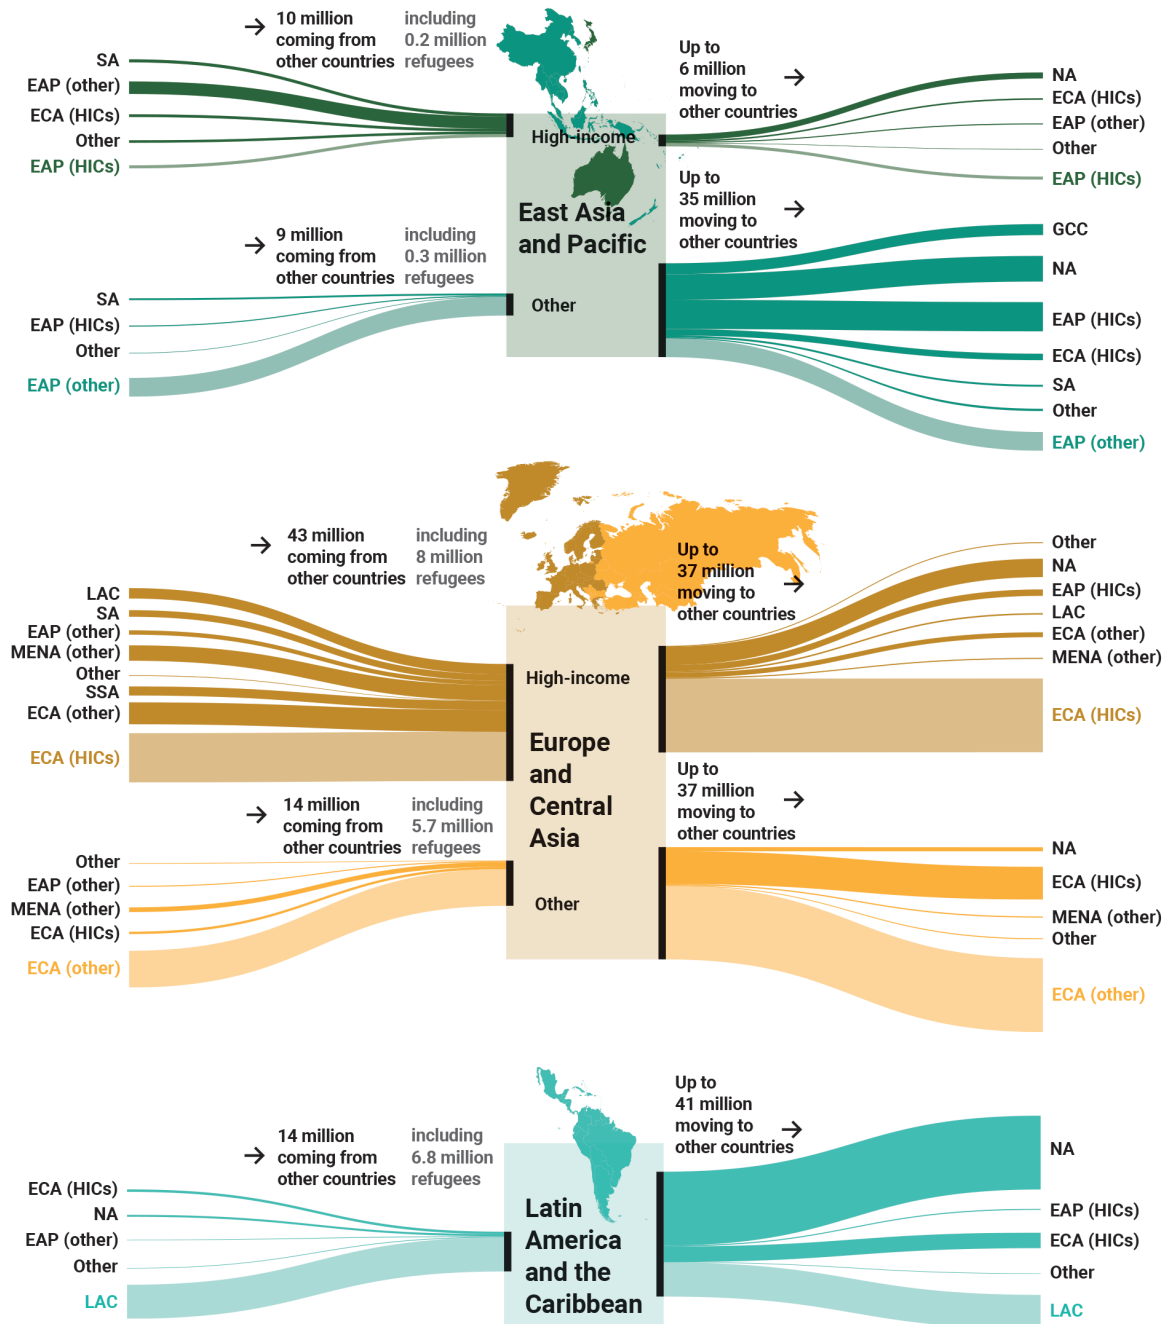 10 million
coming from
other countries
including
0.2 million
refugees
SA
EAP (other)
ECA (HICs)
Other
EAP (HICs)
High-income
Up to
6 million
moving to
other countries
NA
ECA (HICs)
EAP (other)
Other
EAP (HICs)
East Asia
and Pacific
9 million
coming from
other countries
including
0.3 million
refugees
SA
EAP (HICs)
Other
EAP (other)
Other
Up to
35 million
moving to
other countries
GCC
NA
EAP (HICs)
ECA (HICs)
SA
Other
EAP (other)
43 million
coming from
other countries
including
8 million
refugees
LAC
SA
EAP (other)
MENA (other)
Other
SSA
ECA (other)
ECA (HICs)
High-income
Up to
37 million
moving to
other countries
Other
NA
EAP (HICs)
LAC
ECA (other)
MENA (other)
ECA (HICs)
Europe
and
Central
Asia
14 million
coming from
other countries
including
5.7 million
refugees
Other
EAP (other)
MENA (other)
ECA (HICs)
ECA (other)
Other
Up to
37 million
moving to
other countries
NA
ECA (HICs)
MENA (other)
Other
ECA (other)
14 million
coming from
other countries
including
6.8 million
refugees
ECA (HICs)
NA
EAP (other)
Other
LAC
Latin
America
and the
Caribbean
Up to
41 million
moving to
other countries
NA
EAP (HICs)
ECA (HICs)
Other
LAC